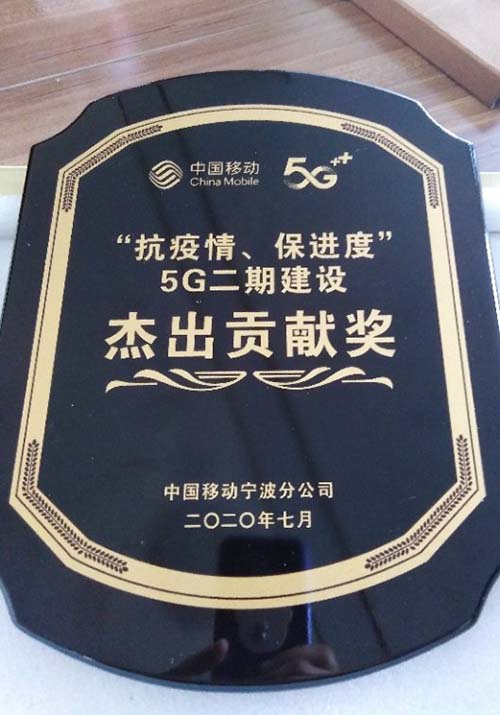 中国移动 5G++
China Mobile
“抗疫情、保进度”
5G二期建设
杰出贡献奖
中国移动宁波分公司
二〇二〇年七月